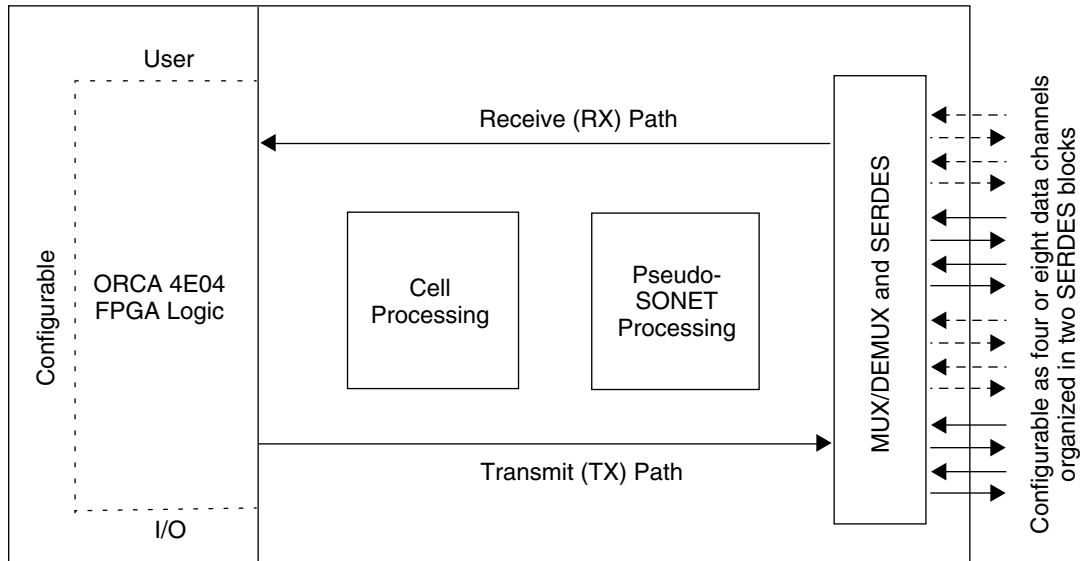 User
Configurable
ORCA 4E04
FPGA Logic
I/O
Receive (RX) Path
Cell
Processing
Pseudo-
SONET
Processing
Transmit (TX) Path
MUX/DEMUX and SERDES
Configurable as four or eight data channels
organized in two SERDES blocks